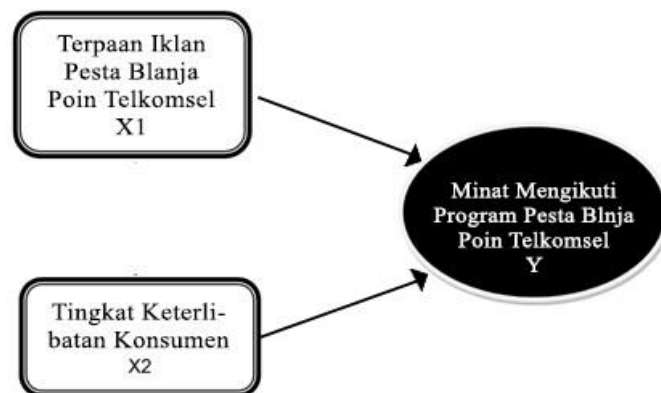 Terpaan Iklan
Pesta Blanja
Poin Telkomsel
X1
Minat Mengikuti
Program Pesta Blnja
Poin Telkomsel
Y
Tingkat Keterli-
batan Konsumen
X2